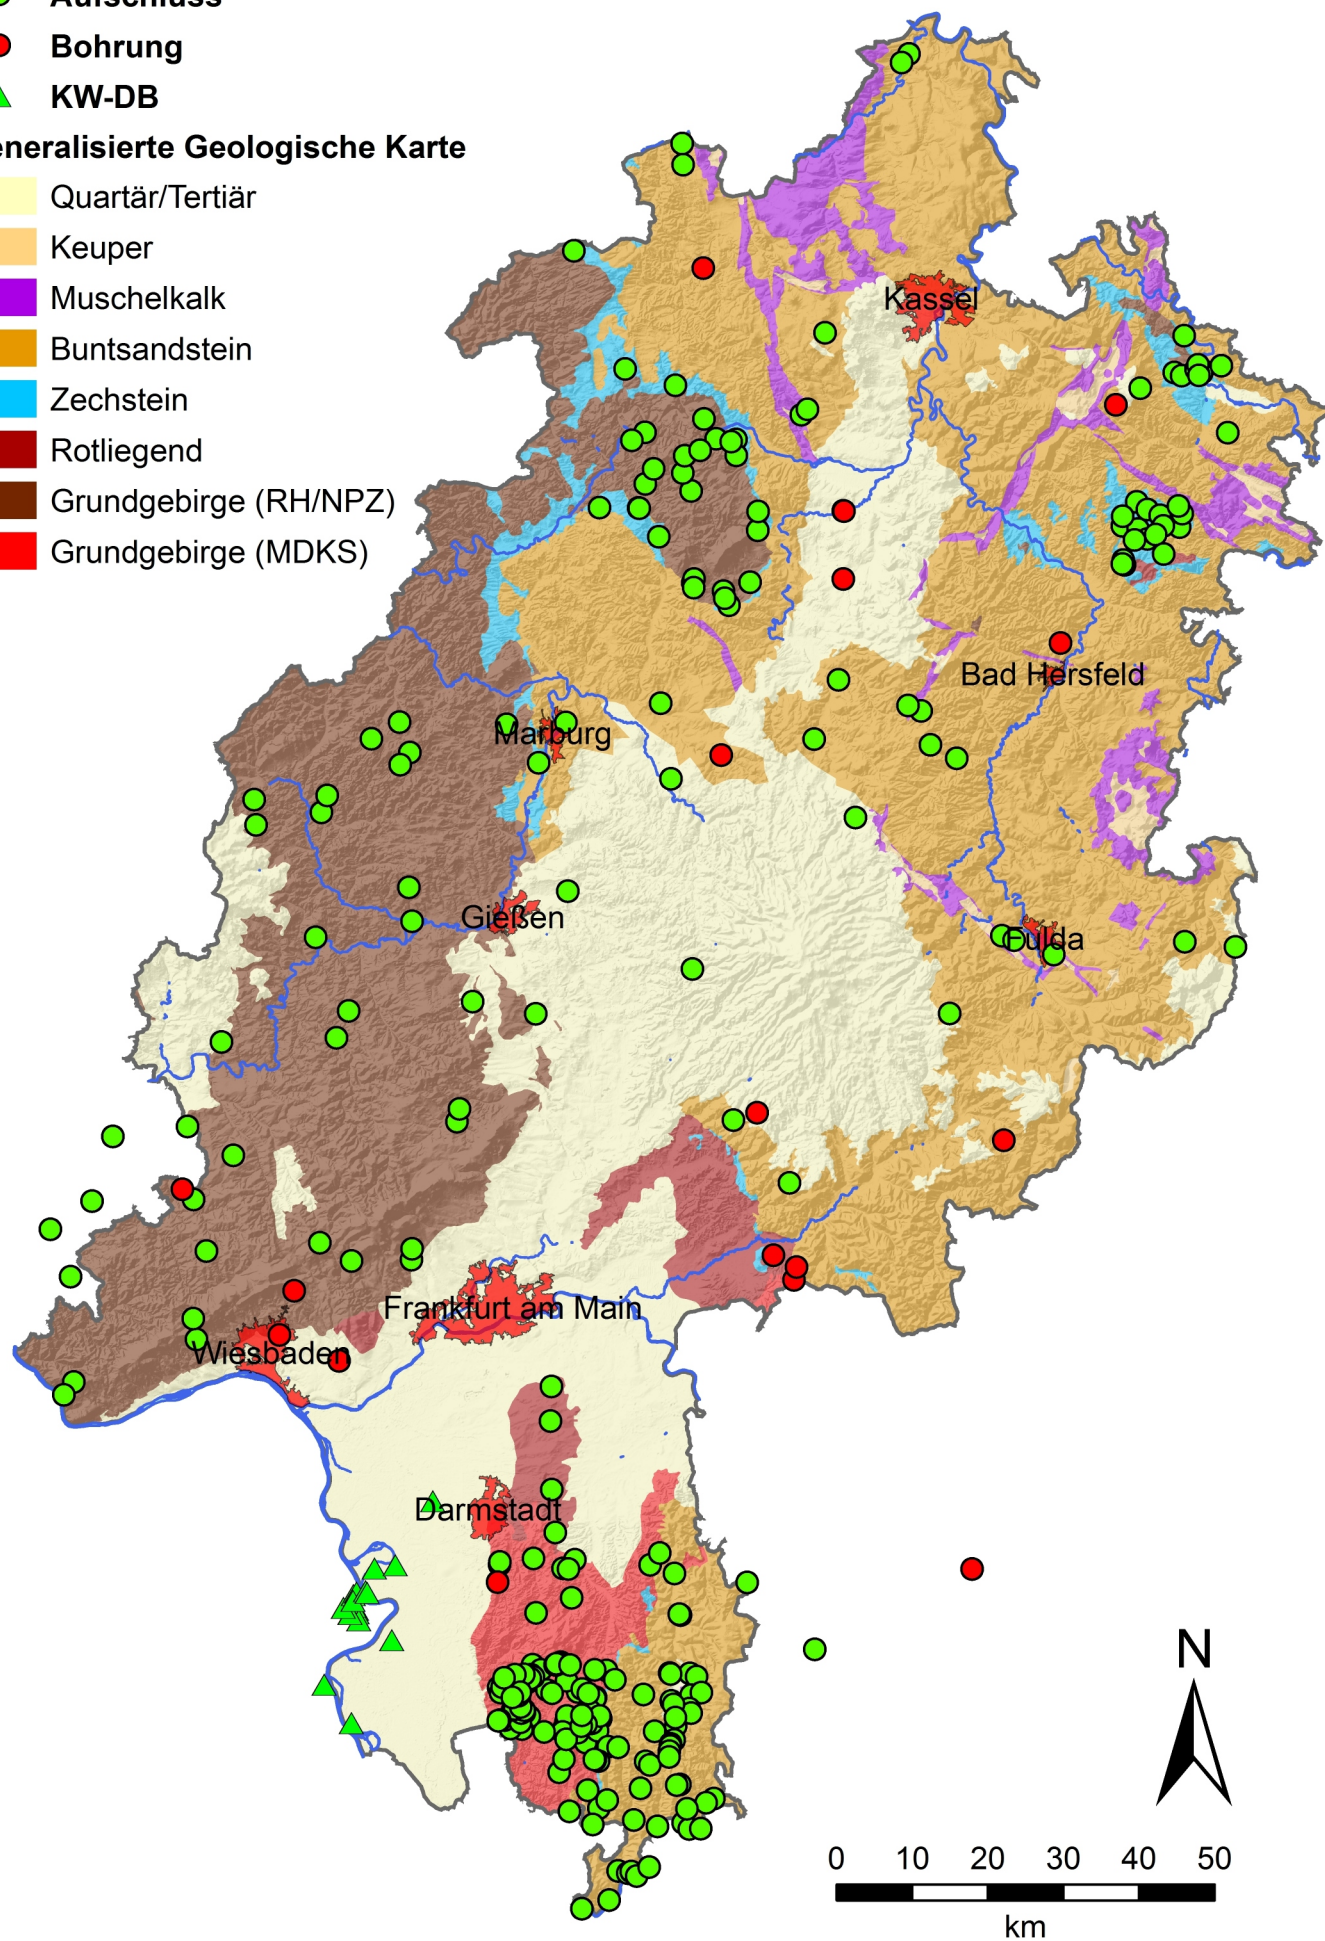 Bohrung
KW-DB
eneralisierte Geologische Karte
Quartär/Tertiär
Keuper
Muschelkalk
Buntsandstein
Zechstein
Rotliegend
Grundgebirge (RH/NPZ)
Grundgebirge (MDKS)
Kassel
Bad Hersfeld
Marburg
Gießen
Fulda
Frankfurt am Main
Wiesbaden
Darmstadt
N
0 10 20 30 40 50
km